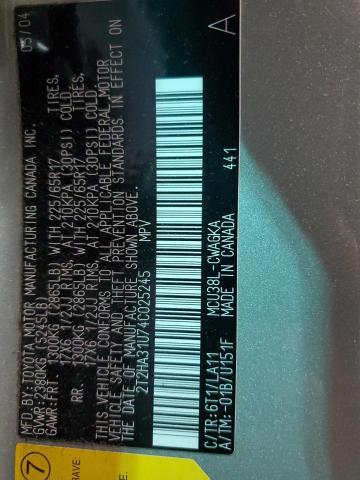 MFD. BY: TOYOTA MOTOR MANUFACTURING CANADA INC. 03/04
GVWR: 2380KG (5245LB)
GAWR: FRT. 1300KG (2865LB) WITH 225/65R17 TIRES,
17X6 1/2JJ RIMS, AT 210KPA (30PSI) COLD.
RR. 1300KG (2865LB) WITH 225/65R17 TIRES,
17X6 1/2JJ RIMS, AT 210KPA (30PSI) COLD.
THIS VEHICLE CONFORMS TO ALL APPLICABLE FEDERAL MOTOR
VEHICLE SAFETY AND THEFT PREVENTION STANDARDS IN EFFECT ON
THE DATE OF MANUFACTURE SHOWN ABOVE.
2T2HA31U74C025245 MPV
C/TR: 6T1/LA11 MCU38L-CWAGKA 441 A
A/TM: -01B/U151F MADE IN CANADA
7